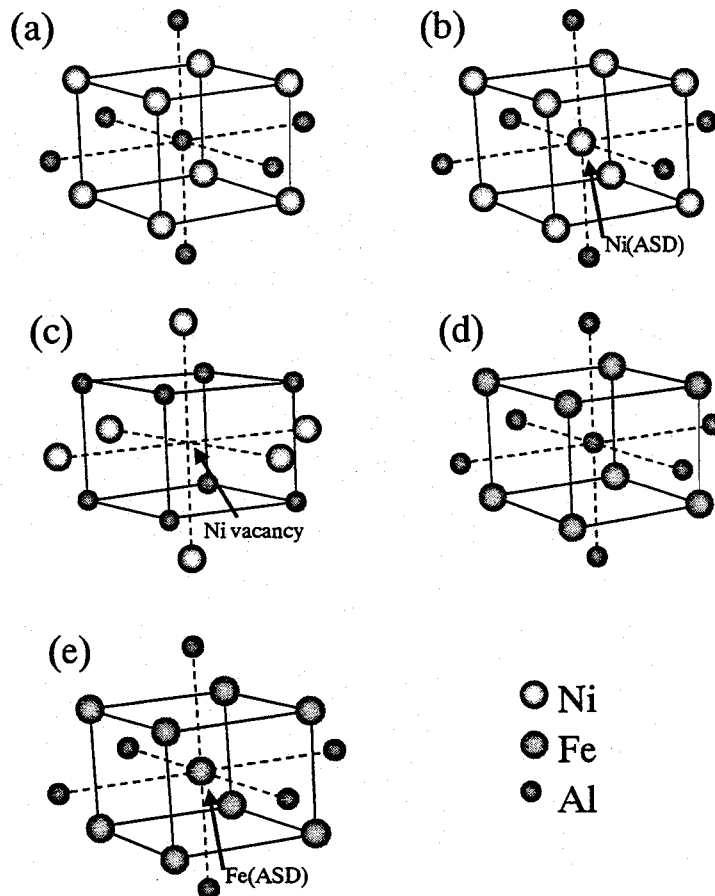 (a)
(b)
Ni(ASD)
(c)
(d)
Ni vacancy
(e)
Ni
Fe
Al
Fe(ASD)